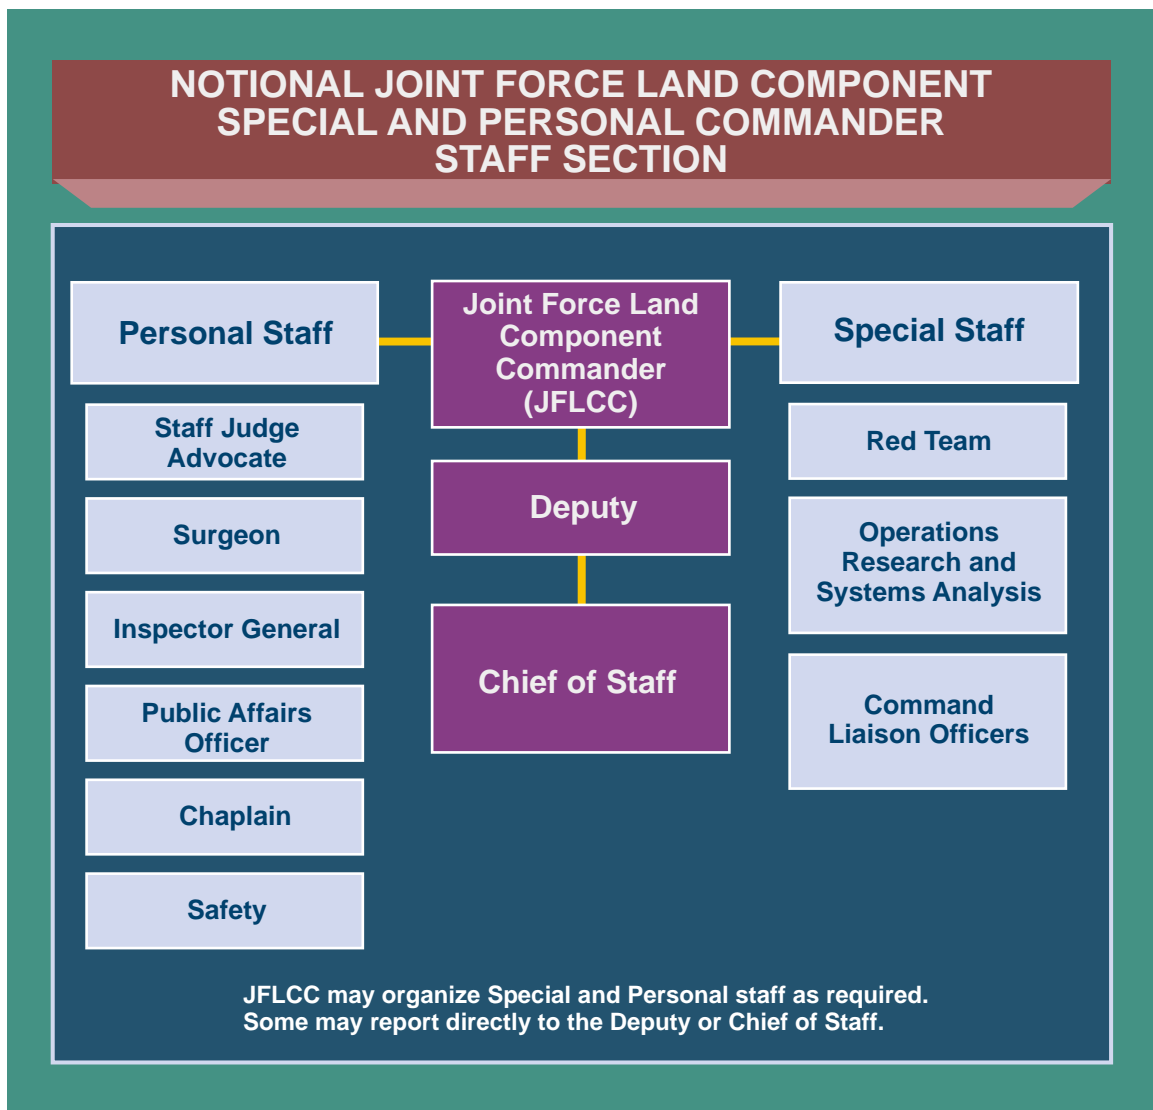 NOTIONAL JOINT FORCE LAND COMPONENT
SPECIAL AND PERSONAL COMMANDER
STAFF SECTION
Personal Staff
Staff Judge
Advocate
Surgeon
Inspector General
Public Affairs
Officer
Chaplain
Safety
Joint Force Land
Component
Commander
(JFLCC)
Deputy
Chief of Staff
Special Staff
Red Team
Operations
Research and
Systems Analysis
Command
Liaison Officers
JFLCC may organize Special and Personal staff as required.
Some may report directly to the Deputy or Chief of Staff.